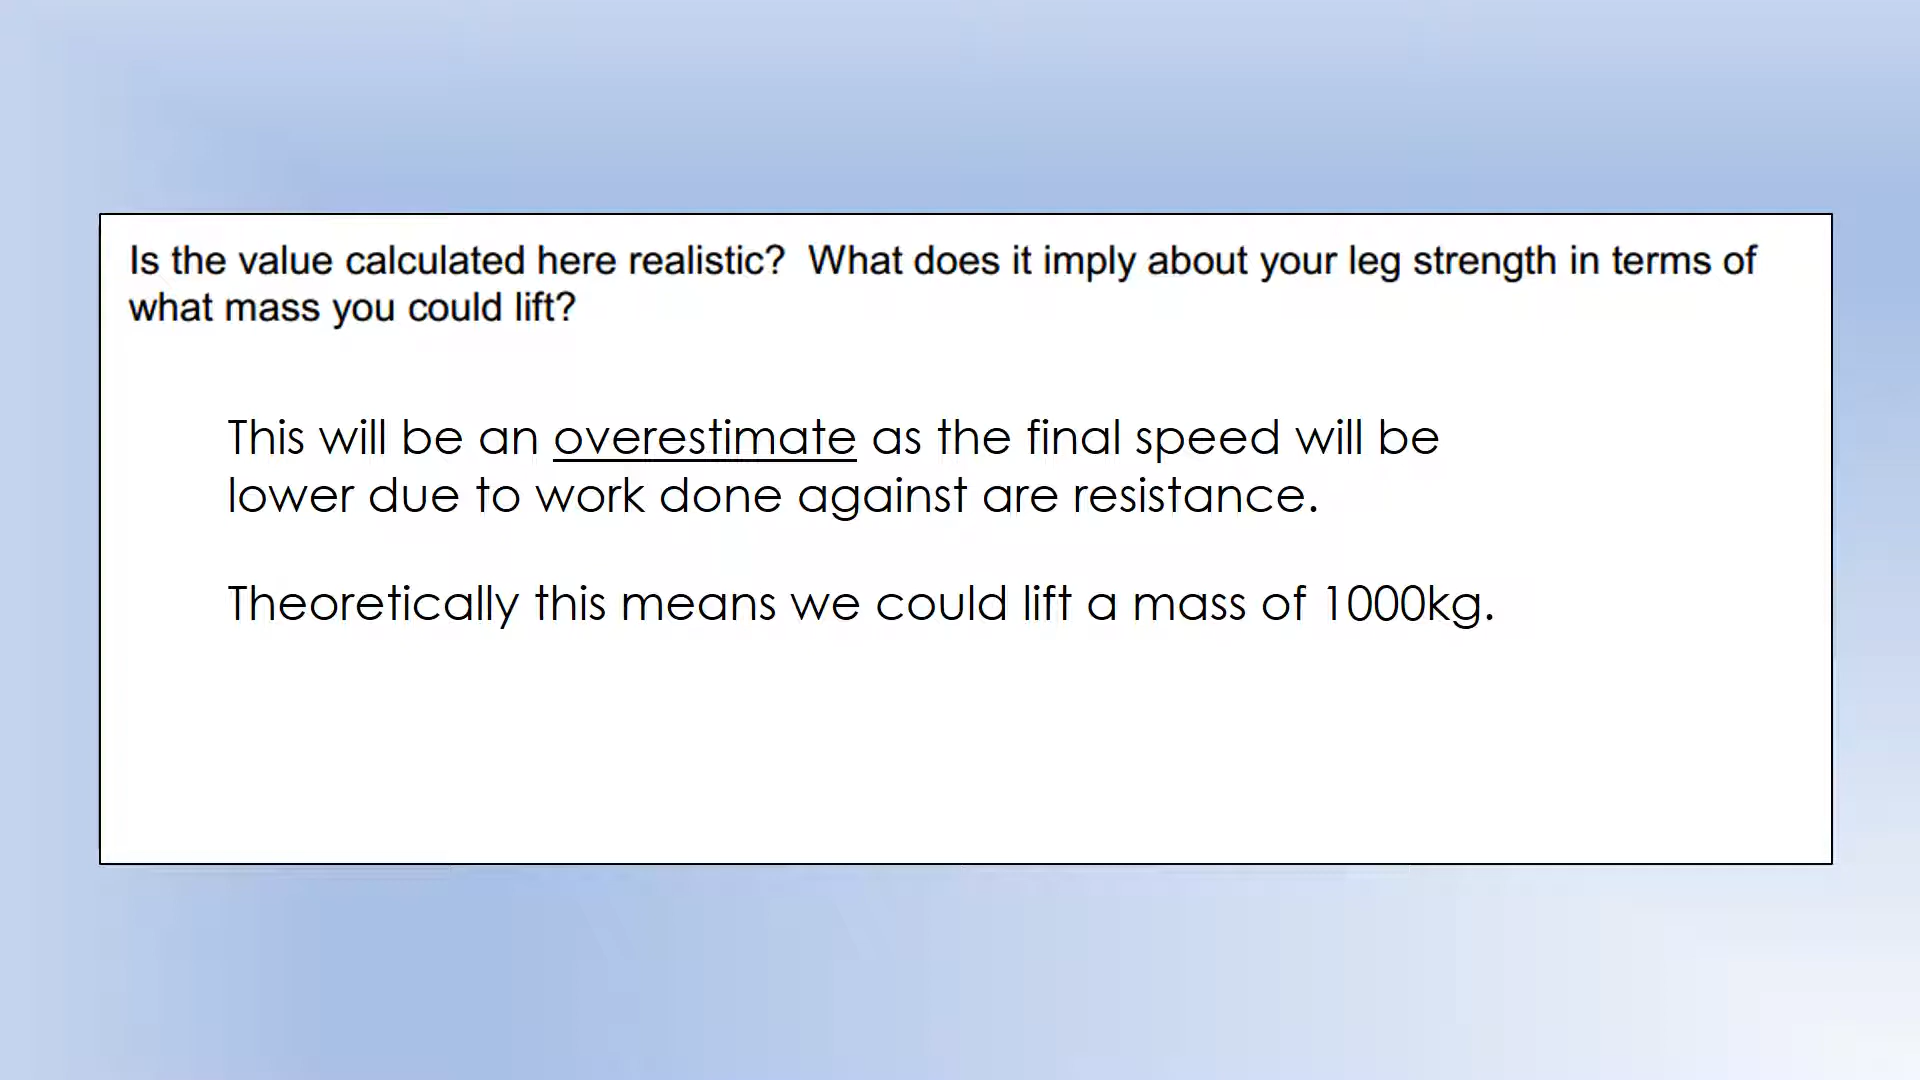 Is the value calculated here realistic?  What does it imply about your leg strength in terms of
what mass you could lift?
This will be an overestimate as the final speed will be
lower due to work done against are resistance.
Theoretically this means we could lift a mass of 1000kg.